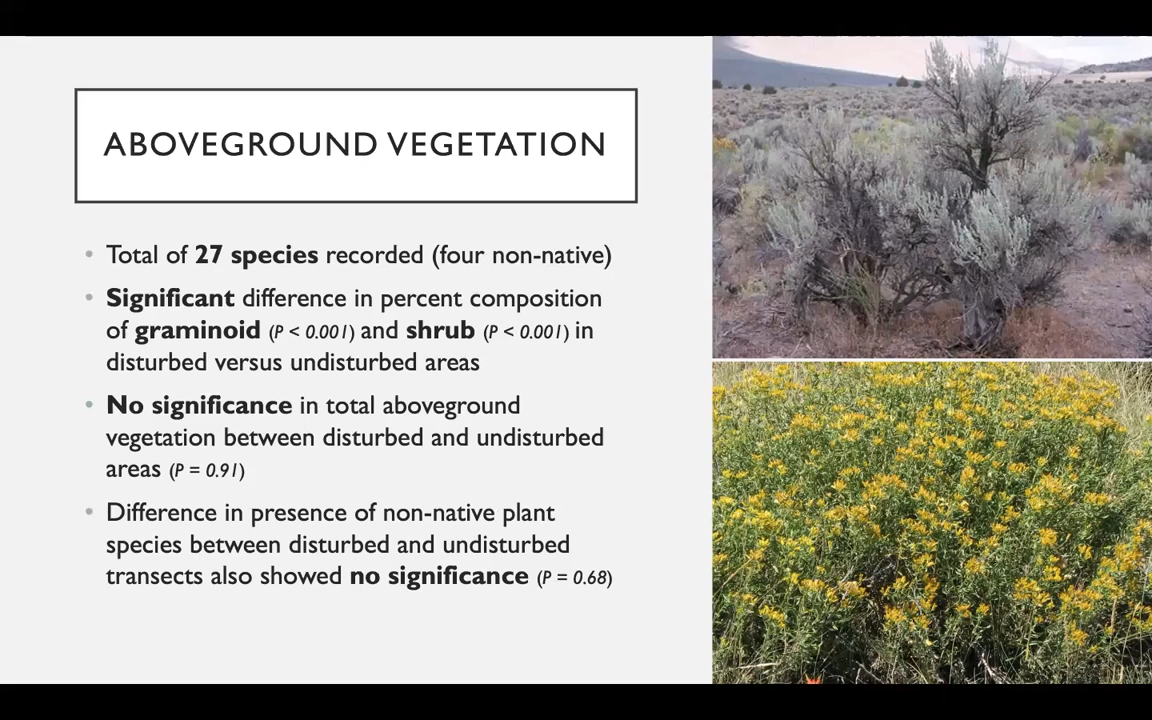 ABOVEGROUND VEGETATION
• Total of 27 species recorded (four non-native)
• Significant difference in percent composition
of graminoid (P < 0.001) and shrub (P < 0.001) in
disturbed versus undisturbed areas
• No significance in total aboveground
vegetation between disturbed and undisturbed
areas (P = 0.91)
• Difference in presence of non-native plant
species between disturbed and undisturbed
transects also showed no significance (P = 0.68)